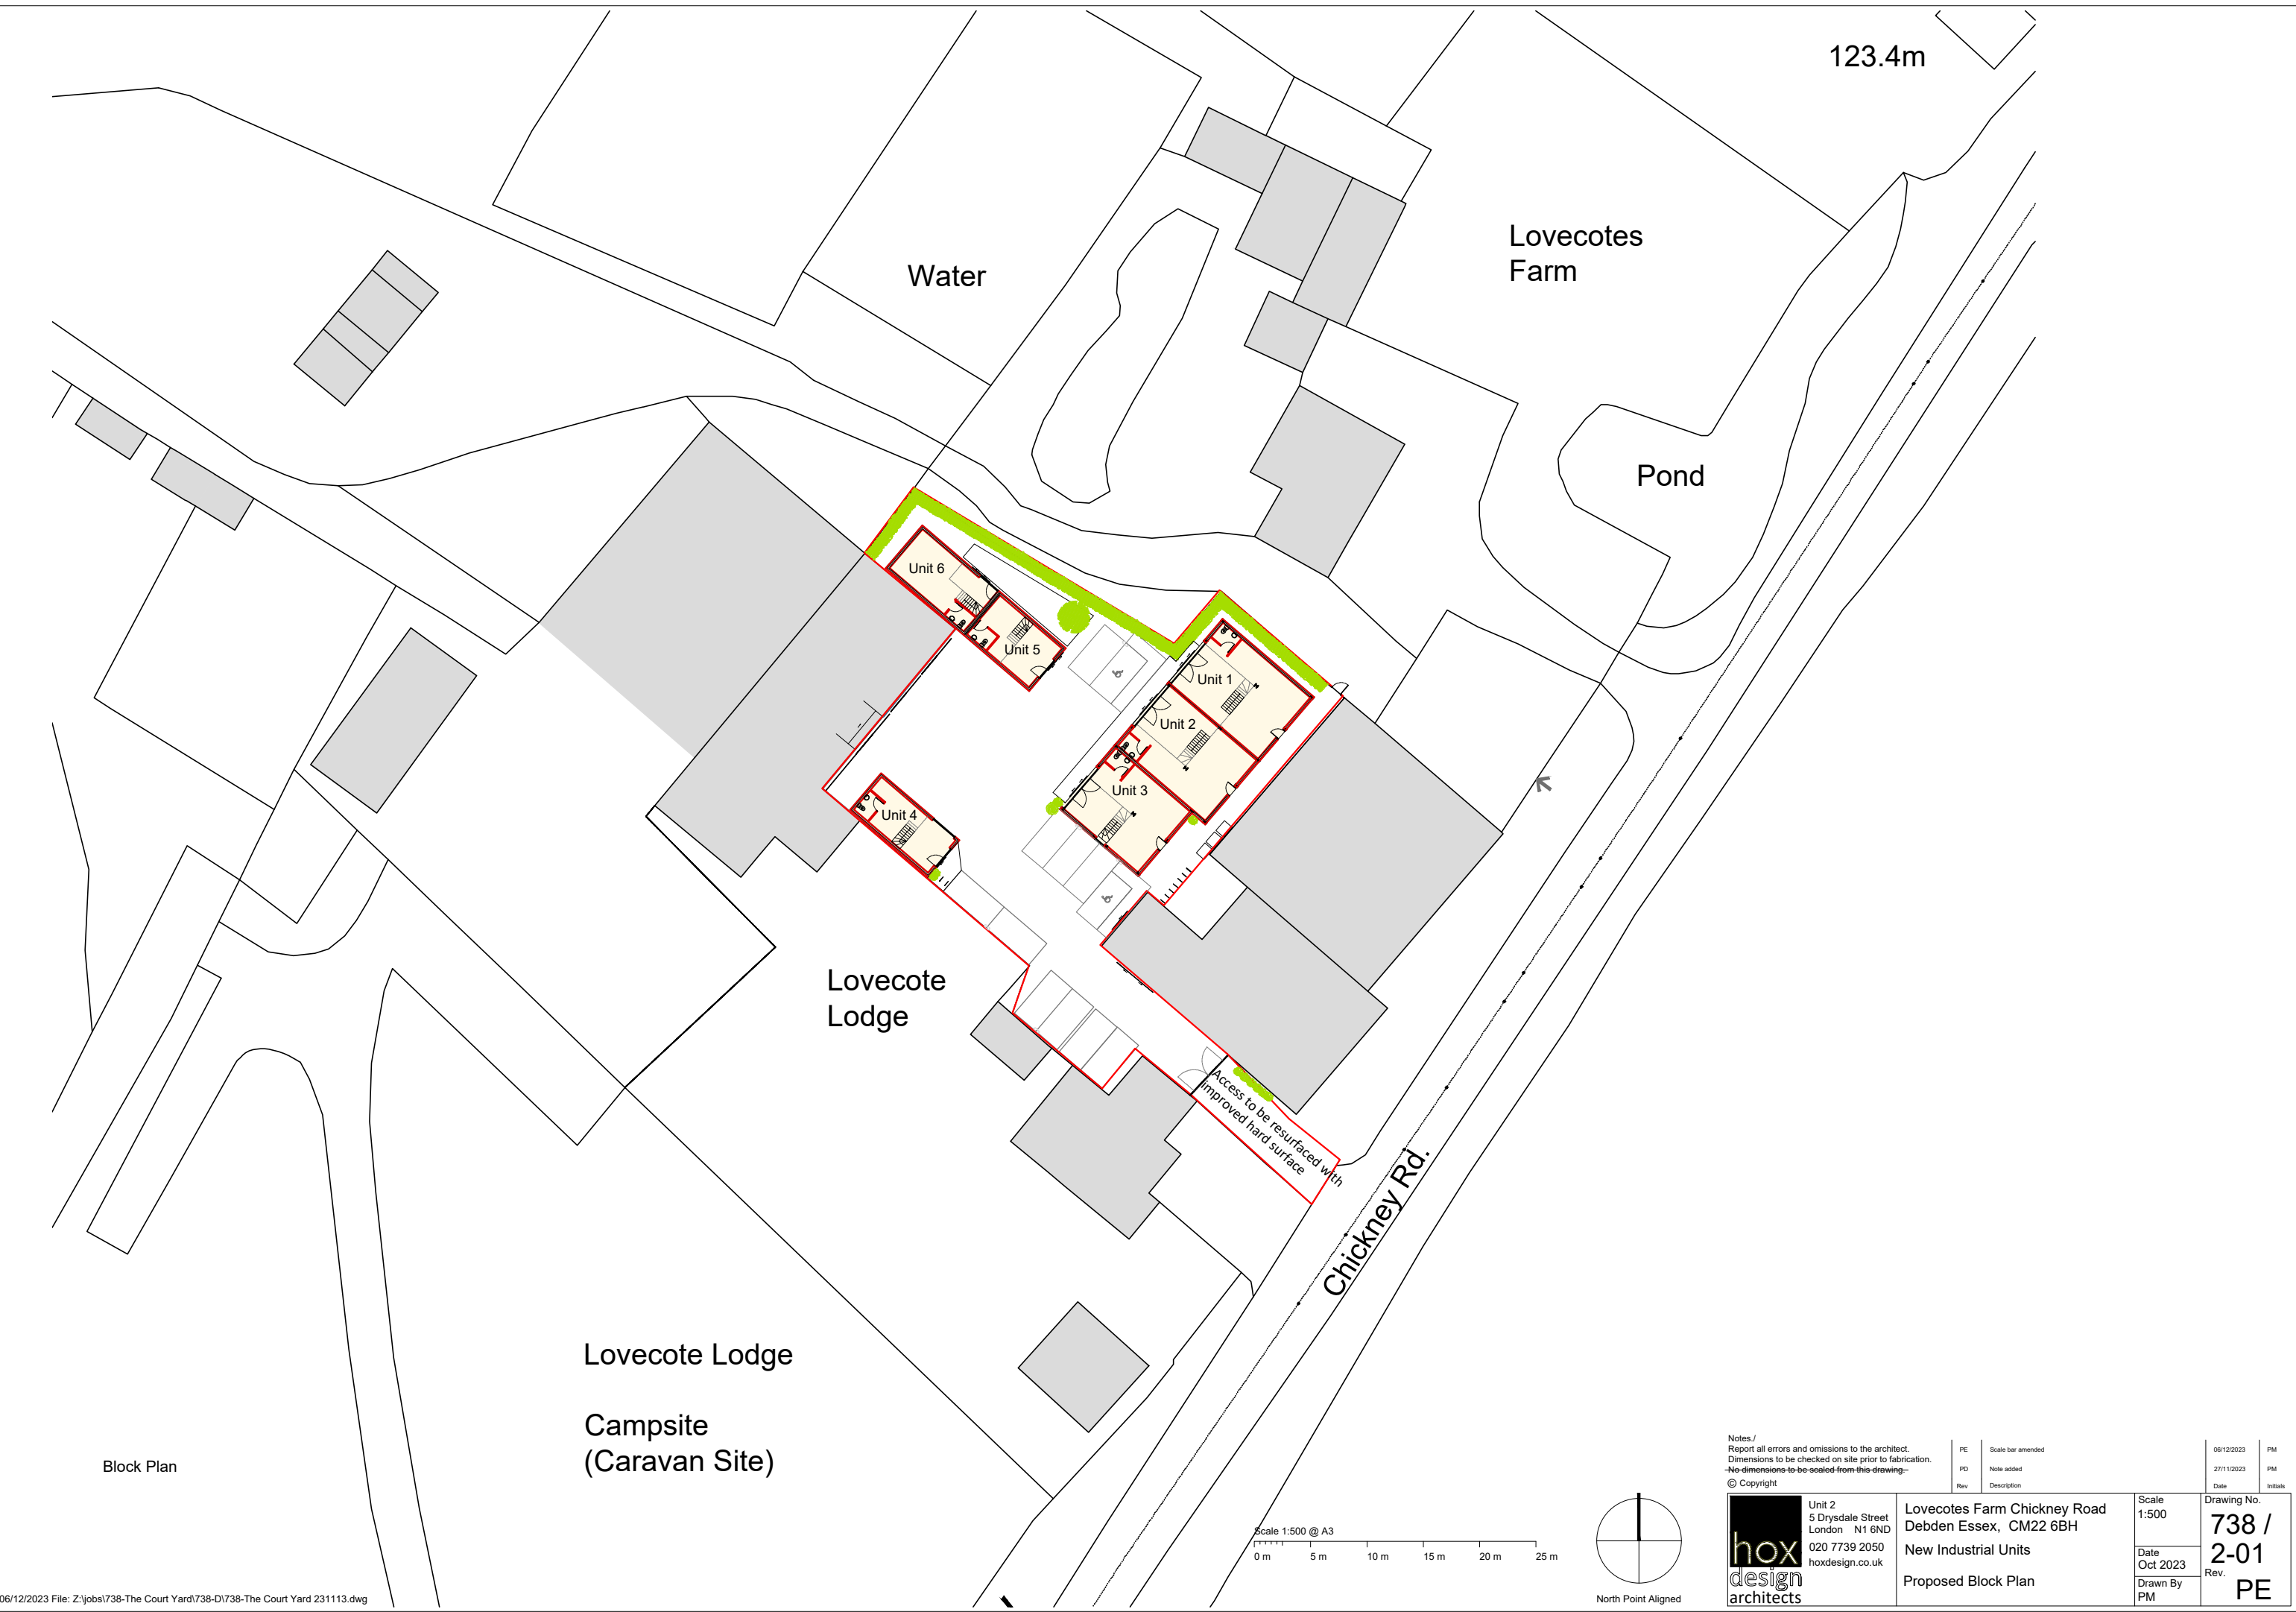 123.4m
Lovecotes
Farm
Water
Pond
Unit 6
Unit 5
Unit 1
Unit 2
Unit 3
Unit 4
Lovecote
Lodge
Access to be resurfaced with
improved hard surface
Chickney Rd.
Lovecote Lodge
Campsite
(Caravan Site)
Block Plan
Scale 1:500 @ A3
0 m 5 m 10 m 15 m 20 m 25 m
North Point Aligned
Notes./
Report all errors and omissions to the architect.
Dimensions to be checked on site prior to fabrication.
No dimensions to be scaled from this drawing.
© Copyright
PE Scale bar amended 06/12/2023 PM
PD Note added 27/11/2023 PM
Rev Description Date Initials
hox
design
architects
Unit 2
5 Drysdale Street
London N1 6ND
020 7739 2050
hoxdesign.co.uk
Lovecotes Farm Chickney Road
Debden Essex, CM22 6BH
New Industrial Units
Proposed Block Plan
Scale
1:500
Date
Oct 2023
Drawn By
PM
Drawing No.
738 /
2-01
Rev.
PE
06/12/2023 File: Z:\jobs\738-The Court Yard\738-D\738-The Court Yard 231113.dwg